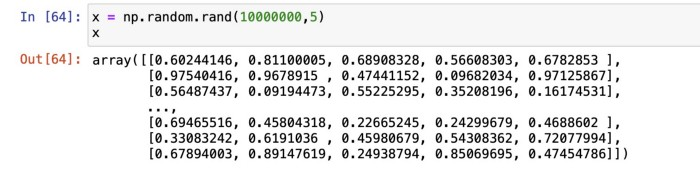 In [64]: x = np.random.rand(10000000,5)
x
Out[64]: array([[0.60244146, 0.81100005, 0.68908328, 0.56608303, 0.6782853 ],
[0.97540416, 0.9678915 , 0.47441152, 0.09682034, 0.97125867],
[0.56487437, 0.09194473, 0.55225295, 0.35208196, 0.16174531],
...,
[0.69465516, 0.45804318, 0.22665245, 0.24299679, 0.4688602 ],
[0.33083242, 0.6191036 , 0.45980679, 0.54308362, 0.72077994],
[0.67894003, 0.89147619, 0.24938794, 0.85069695, 0.47454786]])